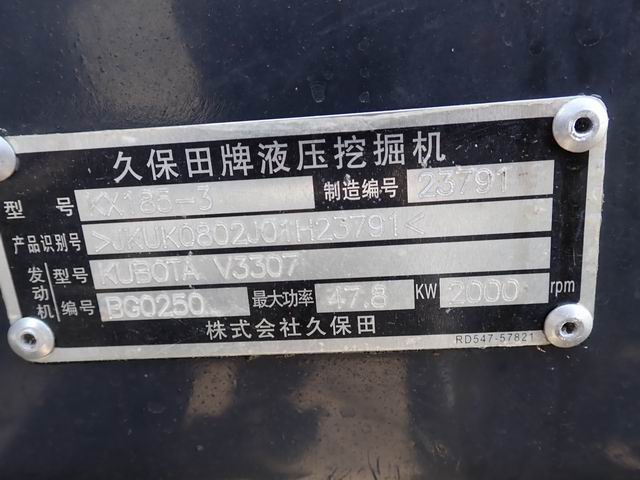 久保田牌液压挖掘机
型号 KX185-3 制造编号 23791
产品识别号 >JKUK0802J01H23791<
发动机 型号 KUBOTA V3307
编号 BG0250 最大功率 47.8 KW 2000 rpm
株式会社久保田
RD547-57821